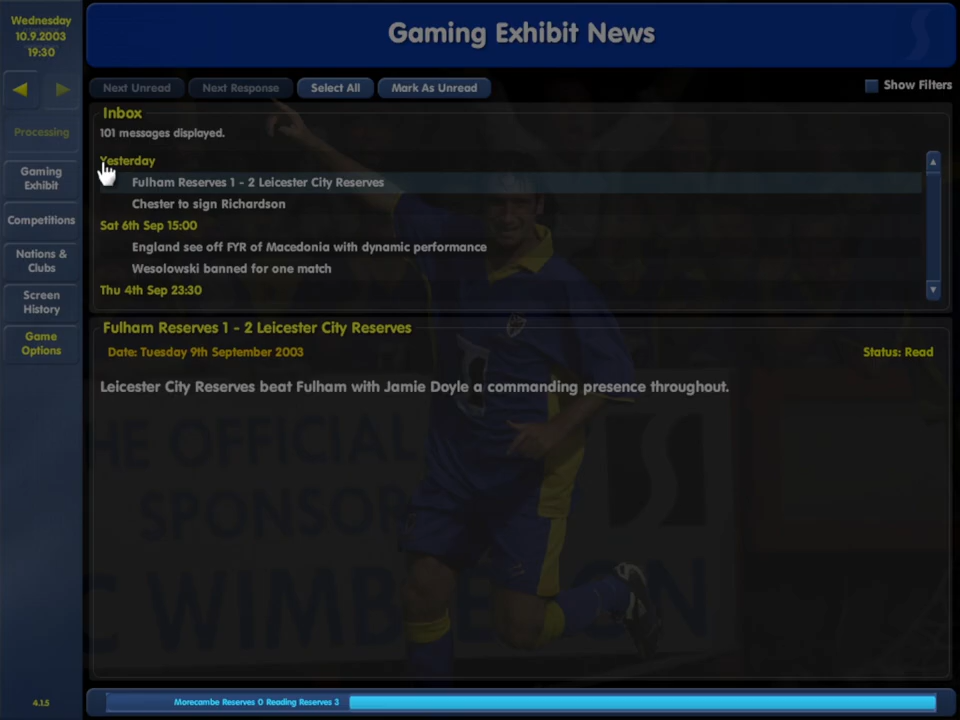 Wednesday
10.9.2003
19:30
Gaming Exhibit News
Next Unread
Next Response
Select All
Mark As Unread
Show Filters
Processing
Gaming
Exhibit
Competitions
Nations &
Clubs
Screen
History
Game
Options
Inbox
101 messages displayed.
Yesterday
Fulham Reserves 1 - 2 Leicester City Reserves
Chester to sign Richardson
Sat 6th Sep 15:00
England see off FYR of Macedonia with dynamic performance
Wesolowski banned for one match
Thu 4th Sep 23:30
Fulham Reserves 1 - 2 Leicester City Reserves
Date: Tuesday 9th September 2003
Status: Read
Leicester City Reserves beat Fulham with Jamie Doyle a commanding presence throughout.
HE OFFICIAL
SPONSOR
C WIMB E ON
4.1.5
Morecambe Reserves 0 Reading Reserves 3